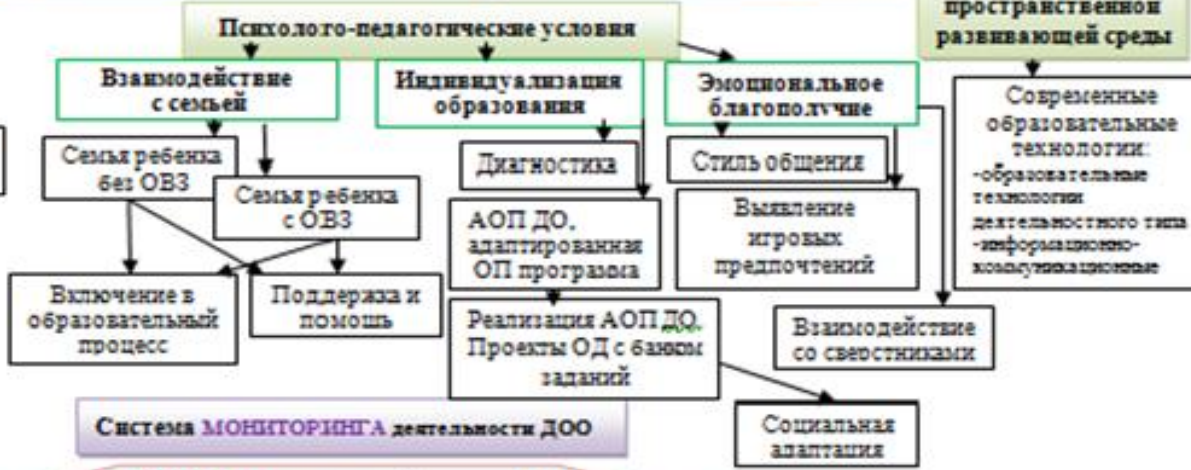 Психолого-педагогические условия
пространственной
развивающей среды
Взаимодействие
с семьей
Индивидуализация
образования
Эмоциональное
благополучие
Семья ребенка
без ОВЗ
Семья ребенка
с ОВЗ
Включение в
образовательный
процесс
Поддержка и
помощь
Диагностика
АОП ДО,
адаптированная
ОП программа
Реализация АОП ДО
Проекты ОД с банком
заданий
Стиль общения
Выявление
игровых
предпочтений
Взаимодействие
со сверстниками
Социальная
адаптация
Современные
образовательные
технологии:
-образовательные
технологии
деятельностного типа
-информационно-
коммуникационные
Система МОНИТОРИНГА деятельности ДОО